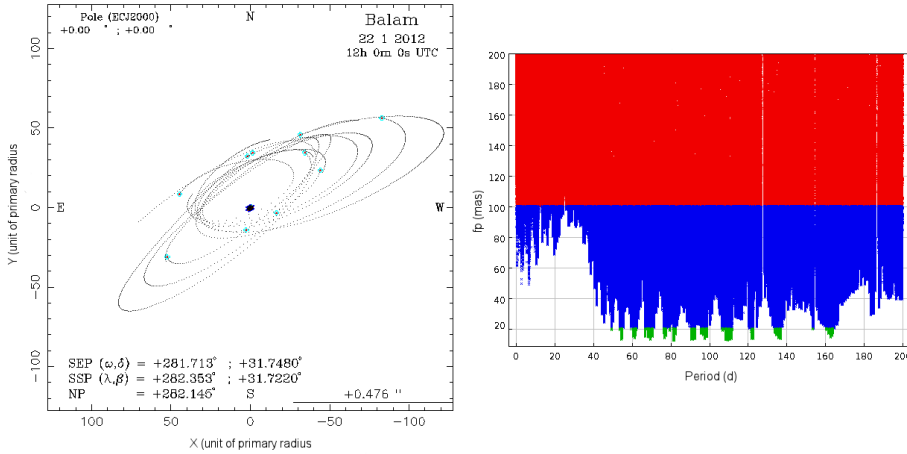 Pole (ECJ2000)
+0.00 " ; +0.00 "
N
Balam
22 1 2012
12h 0m 0s UTC
100
50
0
−50
−100
Y (unit of primary radius)
E
W
SEP (ω,δ) = +281.713° ; +31.7480°
SSP (λ,β) = +282.353° ; +31.7220°
NP = +282.145° S
+0.476 "
100 50 0 −50 −100
X (unit of primary radius
200
180
160
140
120
100
80
60
40
20
fp (mas)
0 20 40 60 80 100 120 140 160 180 200
Period (d)